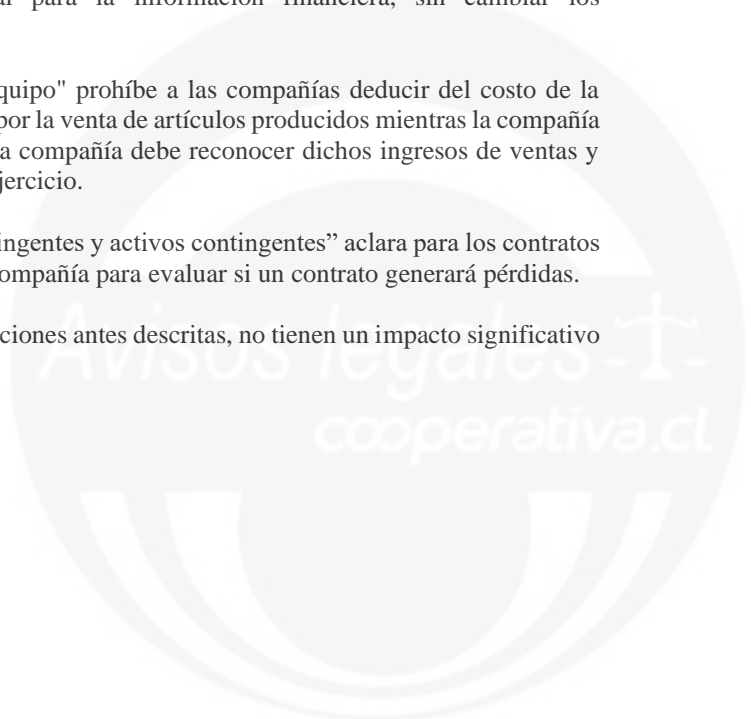 para la información financiera, sin cambiar los
quipo" prohíbe a las compañías deducir del costo de la
por la venta de artículos producidos mientras la compañía
a compañía debe reconocer dichos ingresos de ventas y
jercicio.
ingentes y activos contingentes” aclara para los contratos
ompañía para evaluar si un contrato generará pérdidas.
ciones antes descritas, no tienen un impacto significativo
Avisos legales
cooperativa.cl